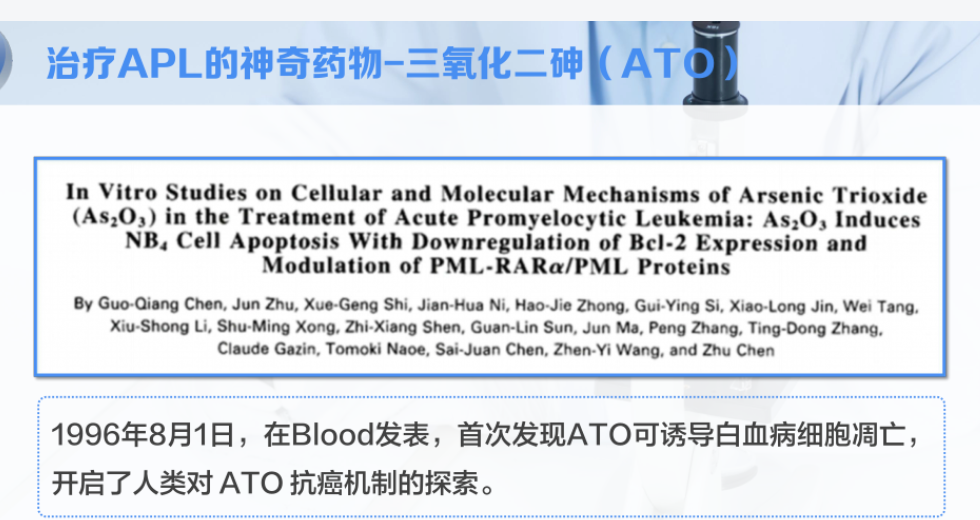 治疗APL的神奇药物-三氧化二砷（ATO）
In Vitro Studies on Cellular and Molecular Mechanisms of Arsenic Trioxide
(As₂O₃) in the Treatment of Acute Promyelocytic Leukemia: As₂O₃ Induces
NB₄ Cell Apoptosis With Downregulation of Bcl-2 Expression and
Modulation of PML-RARα/PML Proteins
By Guo-Qiang Chen, Jun Zhu, Xue-Geng Shi, Jian-Hua Ni, Hao-Jie Zhong, Gui-Ying Si, Xiao-Long Jin, Wei Tang,
Xiu-Shong Li, Shu-Ming Xong, Zhi-Xiang Shen, Guan-Lin Sun, Jun Ma, Peng Zhang, Ting-Dong Zhang,
Claude Gazin, Tomoki Naoe, Sai-Juan Chen, Zhen-Yi Wang, and Zhu Chen
1996年8月1日，在Blood发表，首次发现ATO可诱导白血病细胞凋亡，
开启了人类对 ATO 抗癌机制的探索。